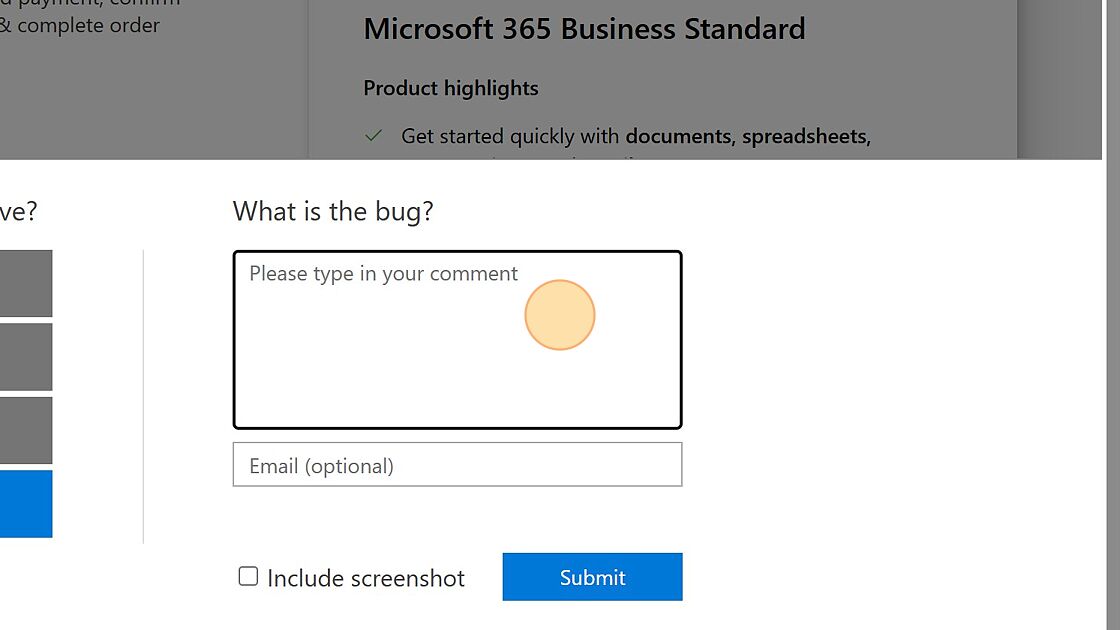 d payment, confirm
& complete order
Microsoft 365 Business Standard
Product highlights
Get started quickly with documents, spreadsheets,
ve?
What is the bug?
Please type in your comment
Email (optional)
Include screenshot
Submit